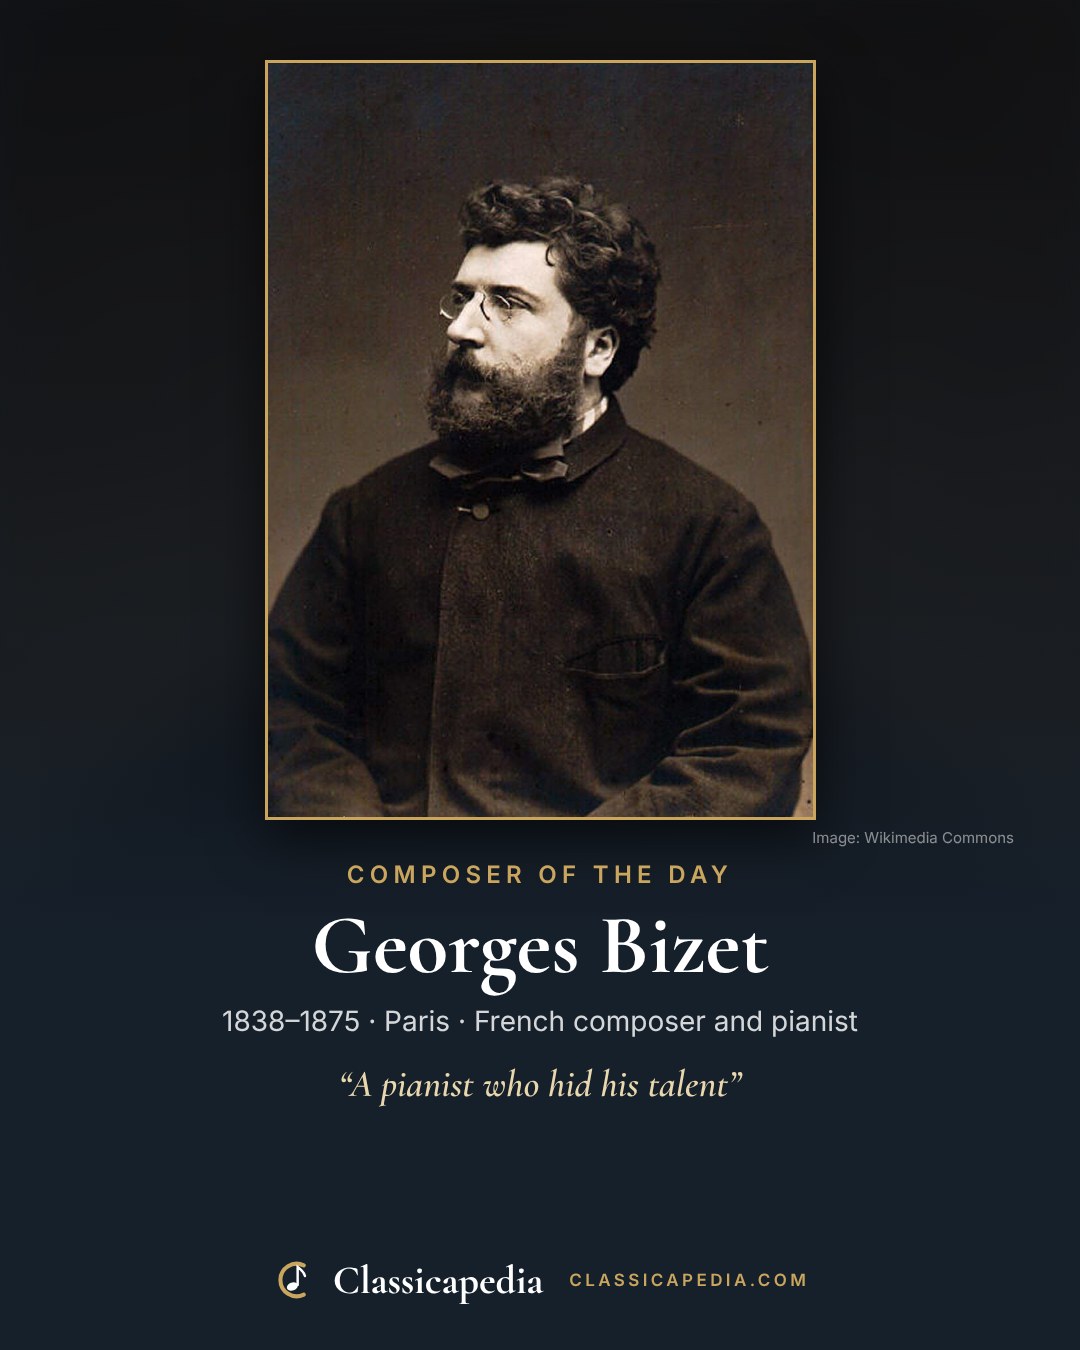 Image: Wikimedia Commons
COMPOSER OF THE DAY
Georges Bizet
1838–1875 · Paris · French composer and pianist
“A pianist who hid his talent”
Classicapedia CLASSICAPEDIA.COM